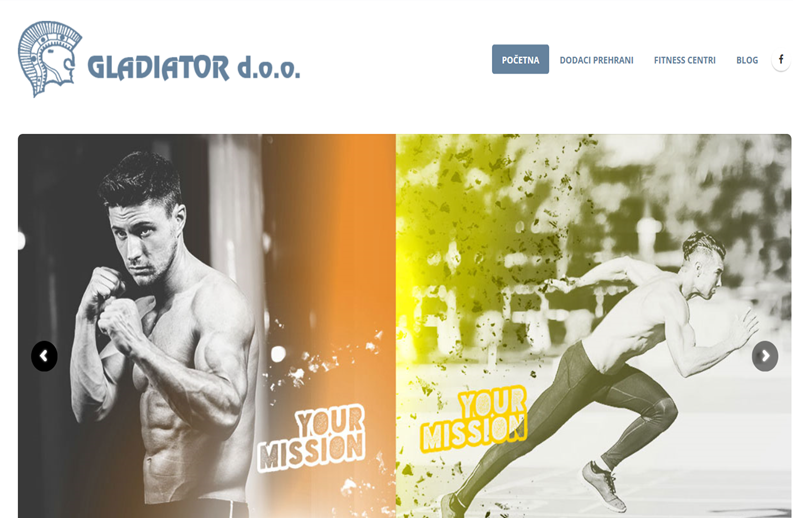 GLADIATOR d.o.o.
POČETNA
DODACI PREHRANI
FITNESS CENTRI
BLOG
f
YOUR
MISSION
YOUR
MISSION